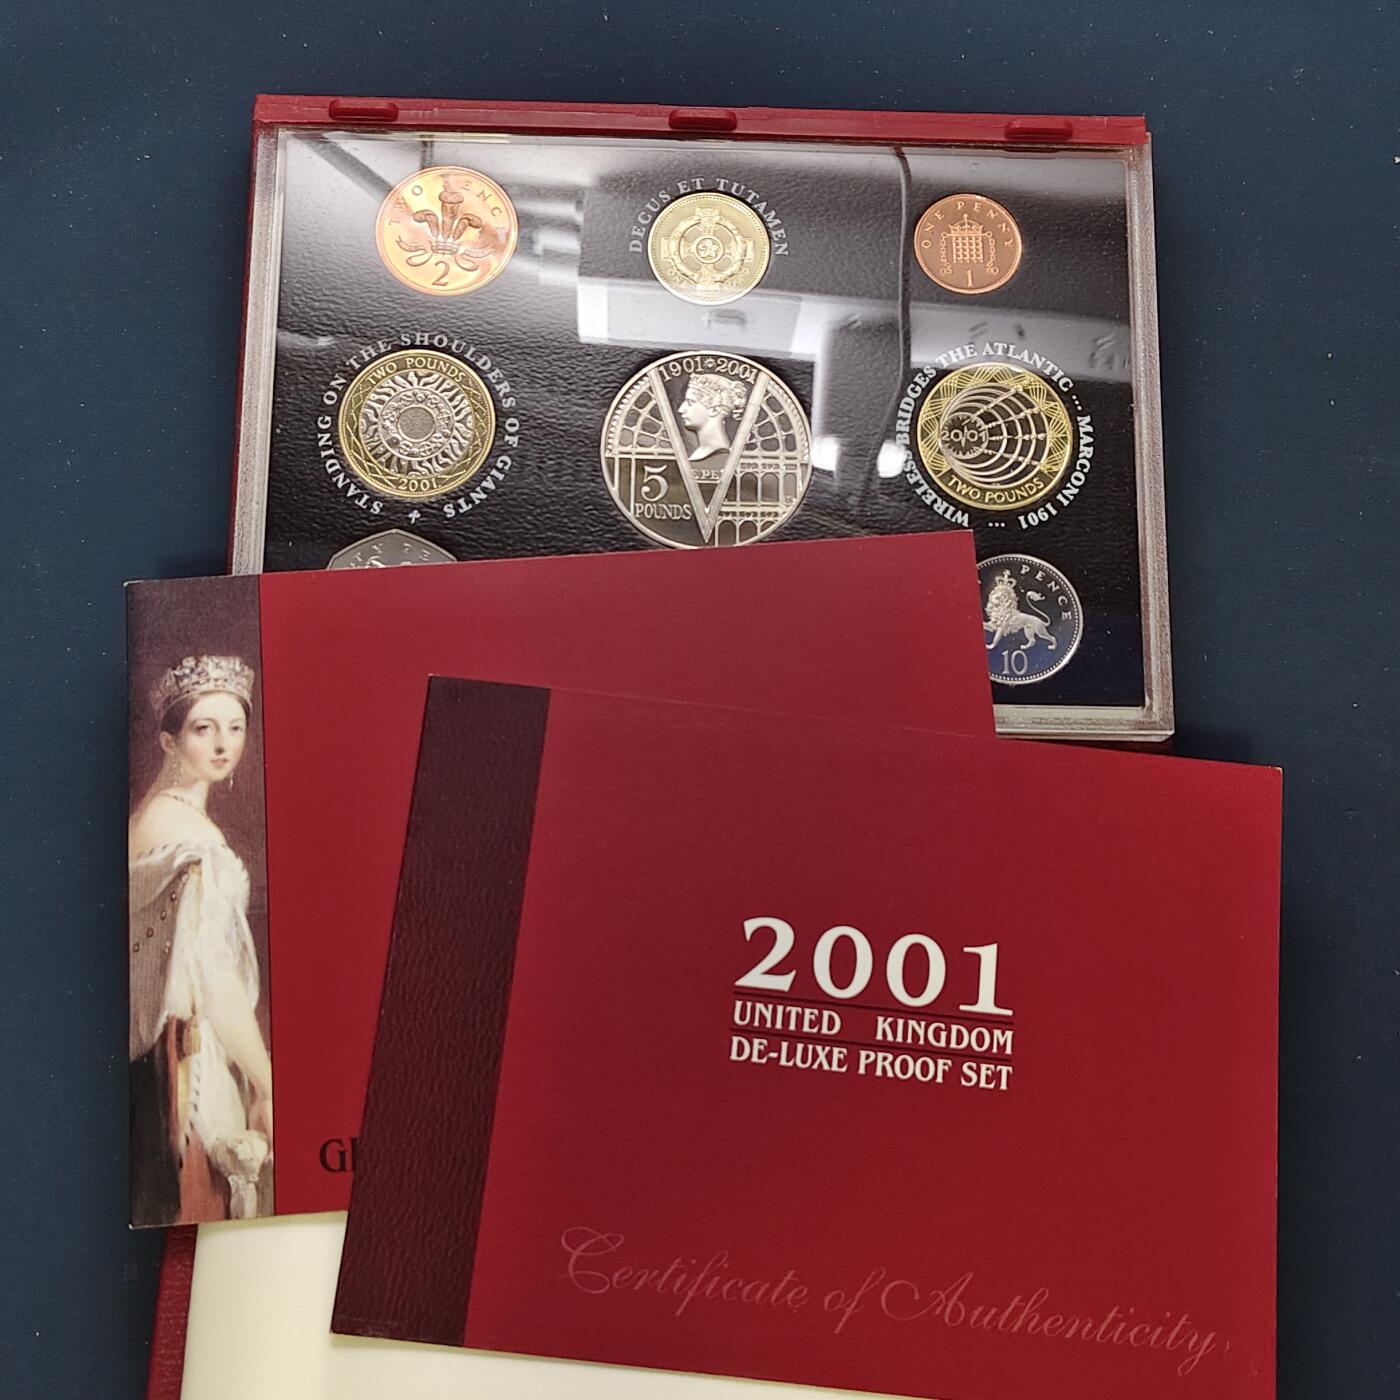 TWO PENCE
2
DECUS ET TUTAMEN
ONE PENNY
1
STANDING ON THE SHOULDERS OF GIANTS
TWO POUNDS
2001
1901 2001
5
POUNDS
V
WIRELESS BRIDGES THE ATLANTIC ... MARCONI 1901 ...
2001
TWO POUNDS
PENCE
10
2001
UNITED KINGDOM
DE-LUXE PROOF SET
Certificate of Authenticity